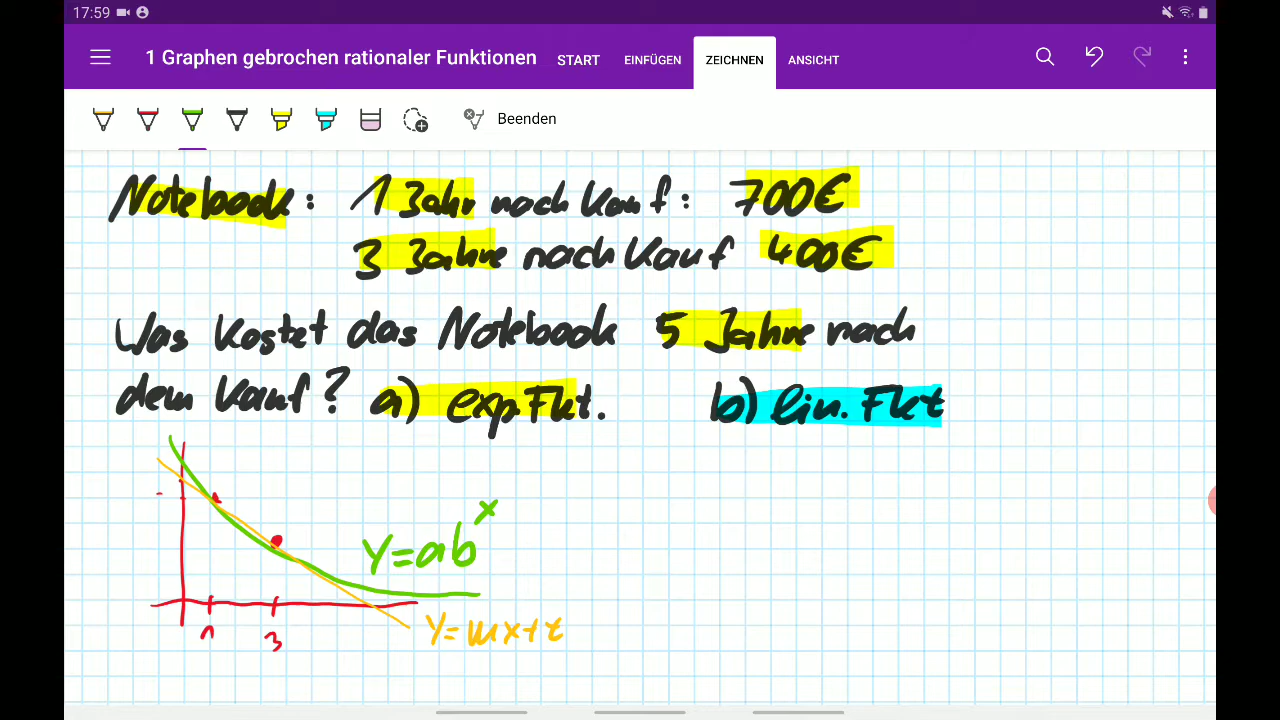 17:59
1 Graphen gebrochen rationaler Funktionen START EINFÜGEN ZEICHNEN ANSICHT
Beenden
Notebook: 1 Jahr nach Kauf: 700€
3 Jahre nach Kauf 400€
Was kostet das Notebook 5 Jahre nach
dem Kauf? a) exp. Fkt. b) lin. Fkt
y=ab^x
y=mx+t
1 3